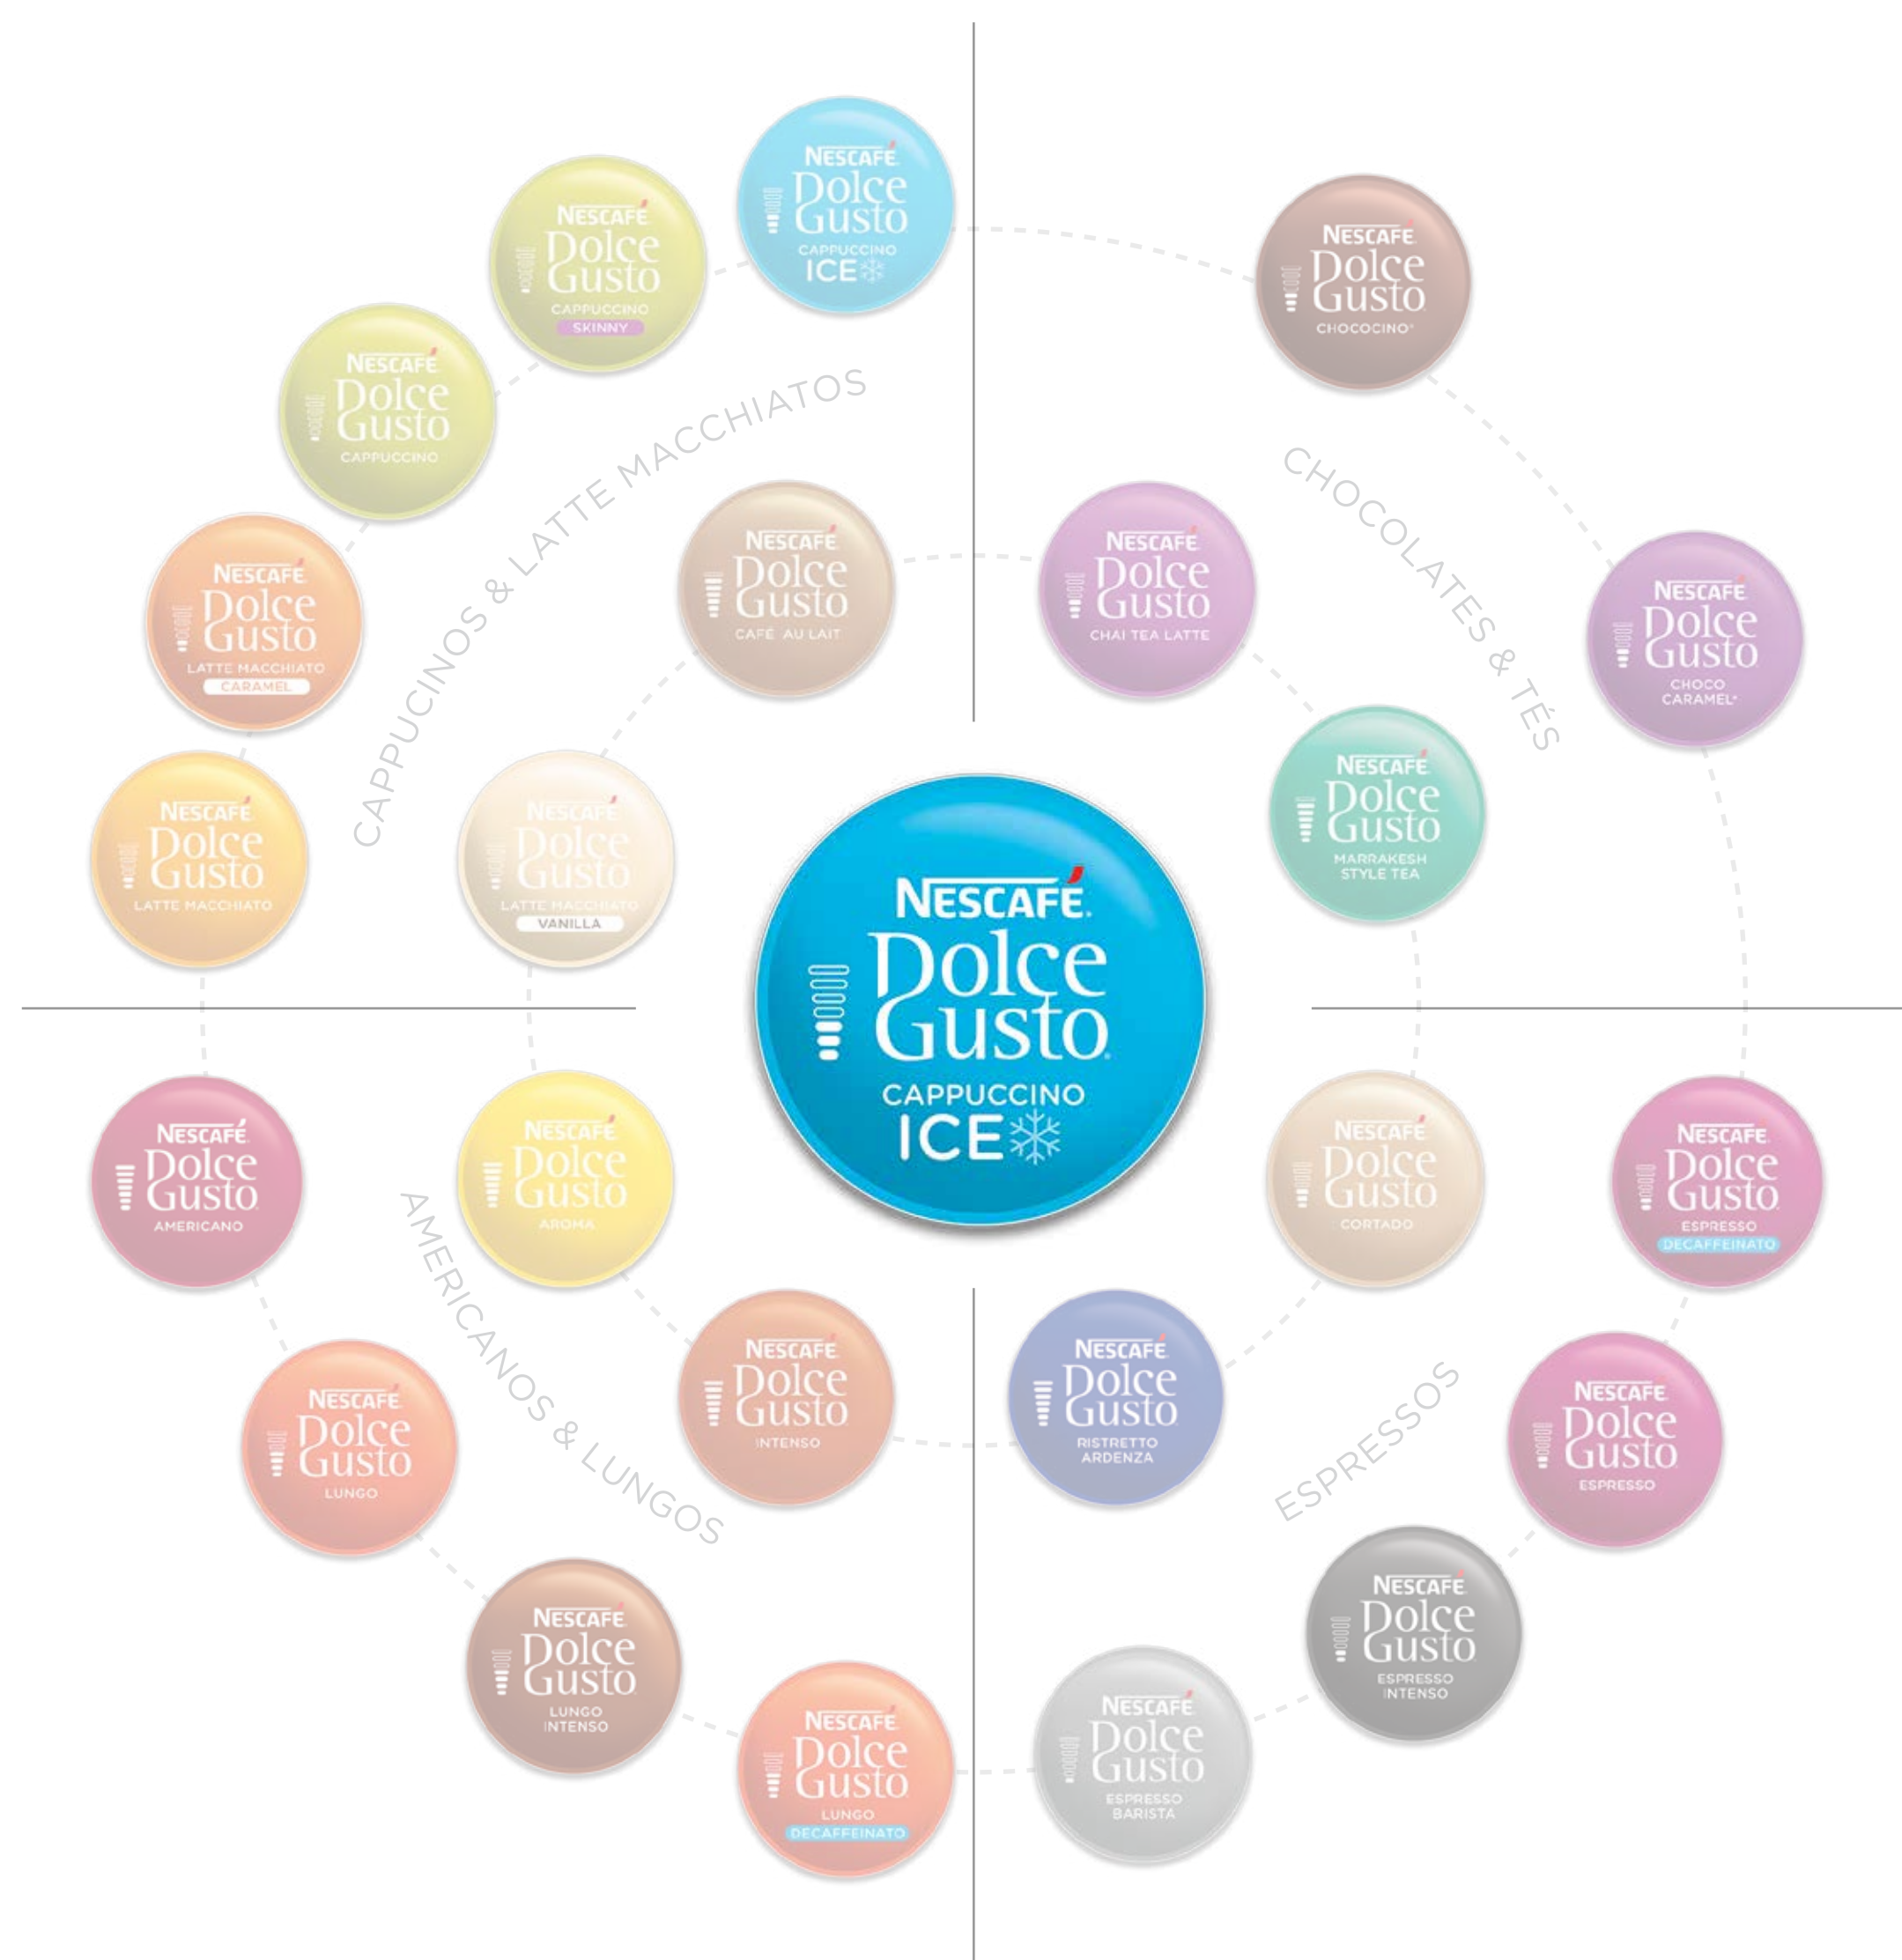 NESCAFÉ
Dolce
Gusto
CAPPUCCINO
ICE
NESCAFÉ
Dolce
Gusto
CAPPUCCINO
SKINNY
NESCAFÉ
Dolce
Gusto
CAPPUCCINO
NESCAFÉ
Dolce
Gusto
LATTE MACCHIATO
CARAMEL
NESCAFÉ
Dolce
Gusto
LATTE MACCHIATO
CAPPUCINOS & LATTE MACCHIATOS
NESCAFÉ
Dolce
Gusto
CAFÉ AU LAIT
NESCAFÉ
Dolce
Gusto
LATTE MACCHIATO
VANILLA
NESCAFÉ
Dolce
Gusto
CHOCOCINO*
NESCAFÉ
Dolce
Gusto
CHOCO
CARAMEL*
CHOCOLATES & TÉS
NESCAFÉ
Dolce
Gusto
CHAI TEA LATTE
NESCAFÉ
Dolce
Gusto
MARRAKESH
STYLE TEA
NESCAFÉ
Dolce
Gusto
CAPPUCCINO
ICE
NESCAFÉ
Dolce
Gusto
AMERICANO
NESCAFÉ
Dolce
Gusto
AROMA
NESCAFÉ
Dolce
Gusto
INTENSO
AMERICANOS & LUNGOS
NESCAFÉ
Dolce
Gusto
LUNGO
NESCAFÉ
Dolce
Gusto
LUNGO
INTENSO
NESCAFÉ
Dolce
Gusto
LUNGO
DECAFFEINATO
NESCAFÉ
Dolce
Gusto
CORTADO
NESCAFÉ
Dolce
Gusto
ESPRESSO
DECAFFEINATO
NESCAFÉ
Dolce
Gusto
RISTRETTO
ARDENZA
ESPRESSOS
NESCAFÉ
Dolce
Gusto
ESPRESSO
NESCAFÉ
Dolce
Gusto
ESPRESSO
INTENSO
NESCAFÉ
Dolce
Gusto
ESPRESSO
BARISTA